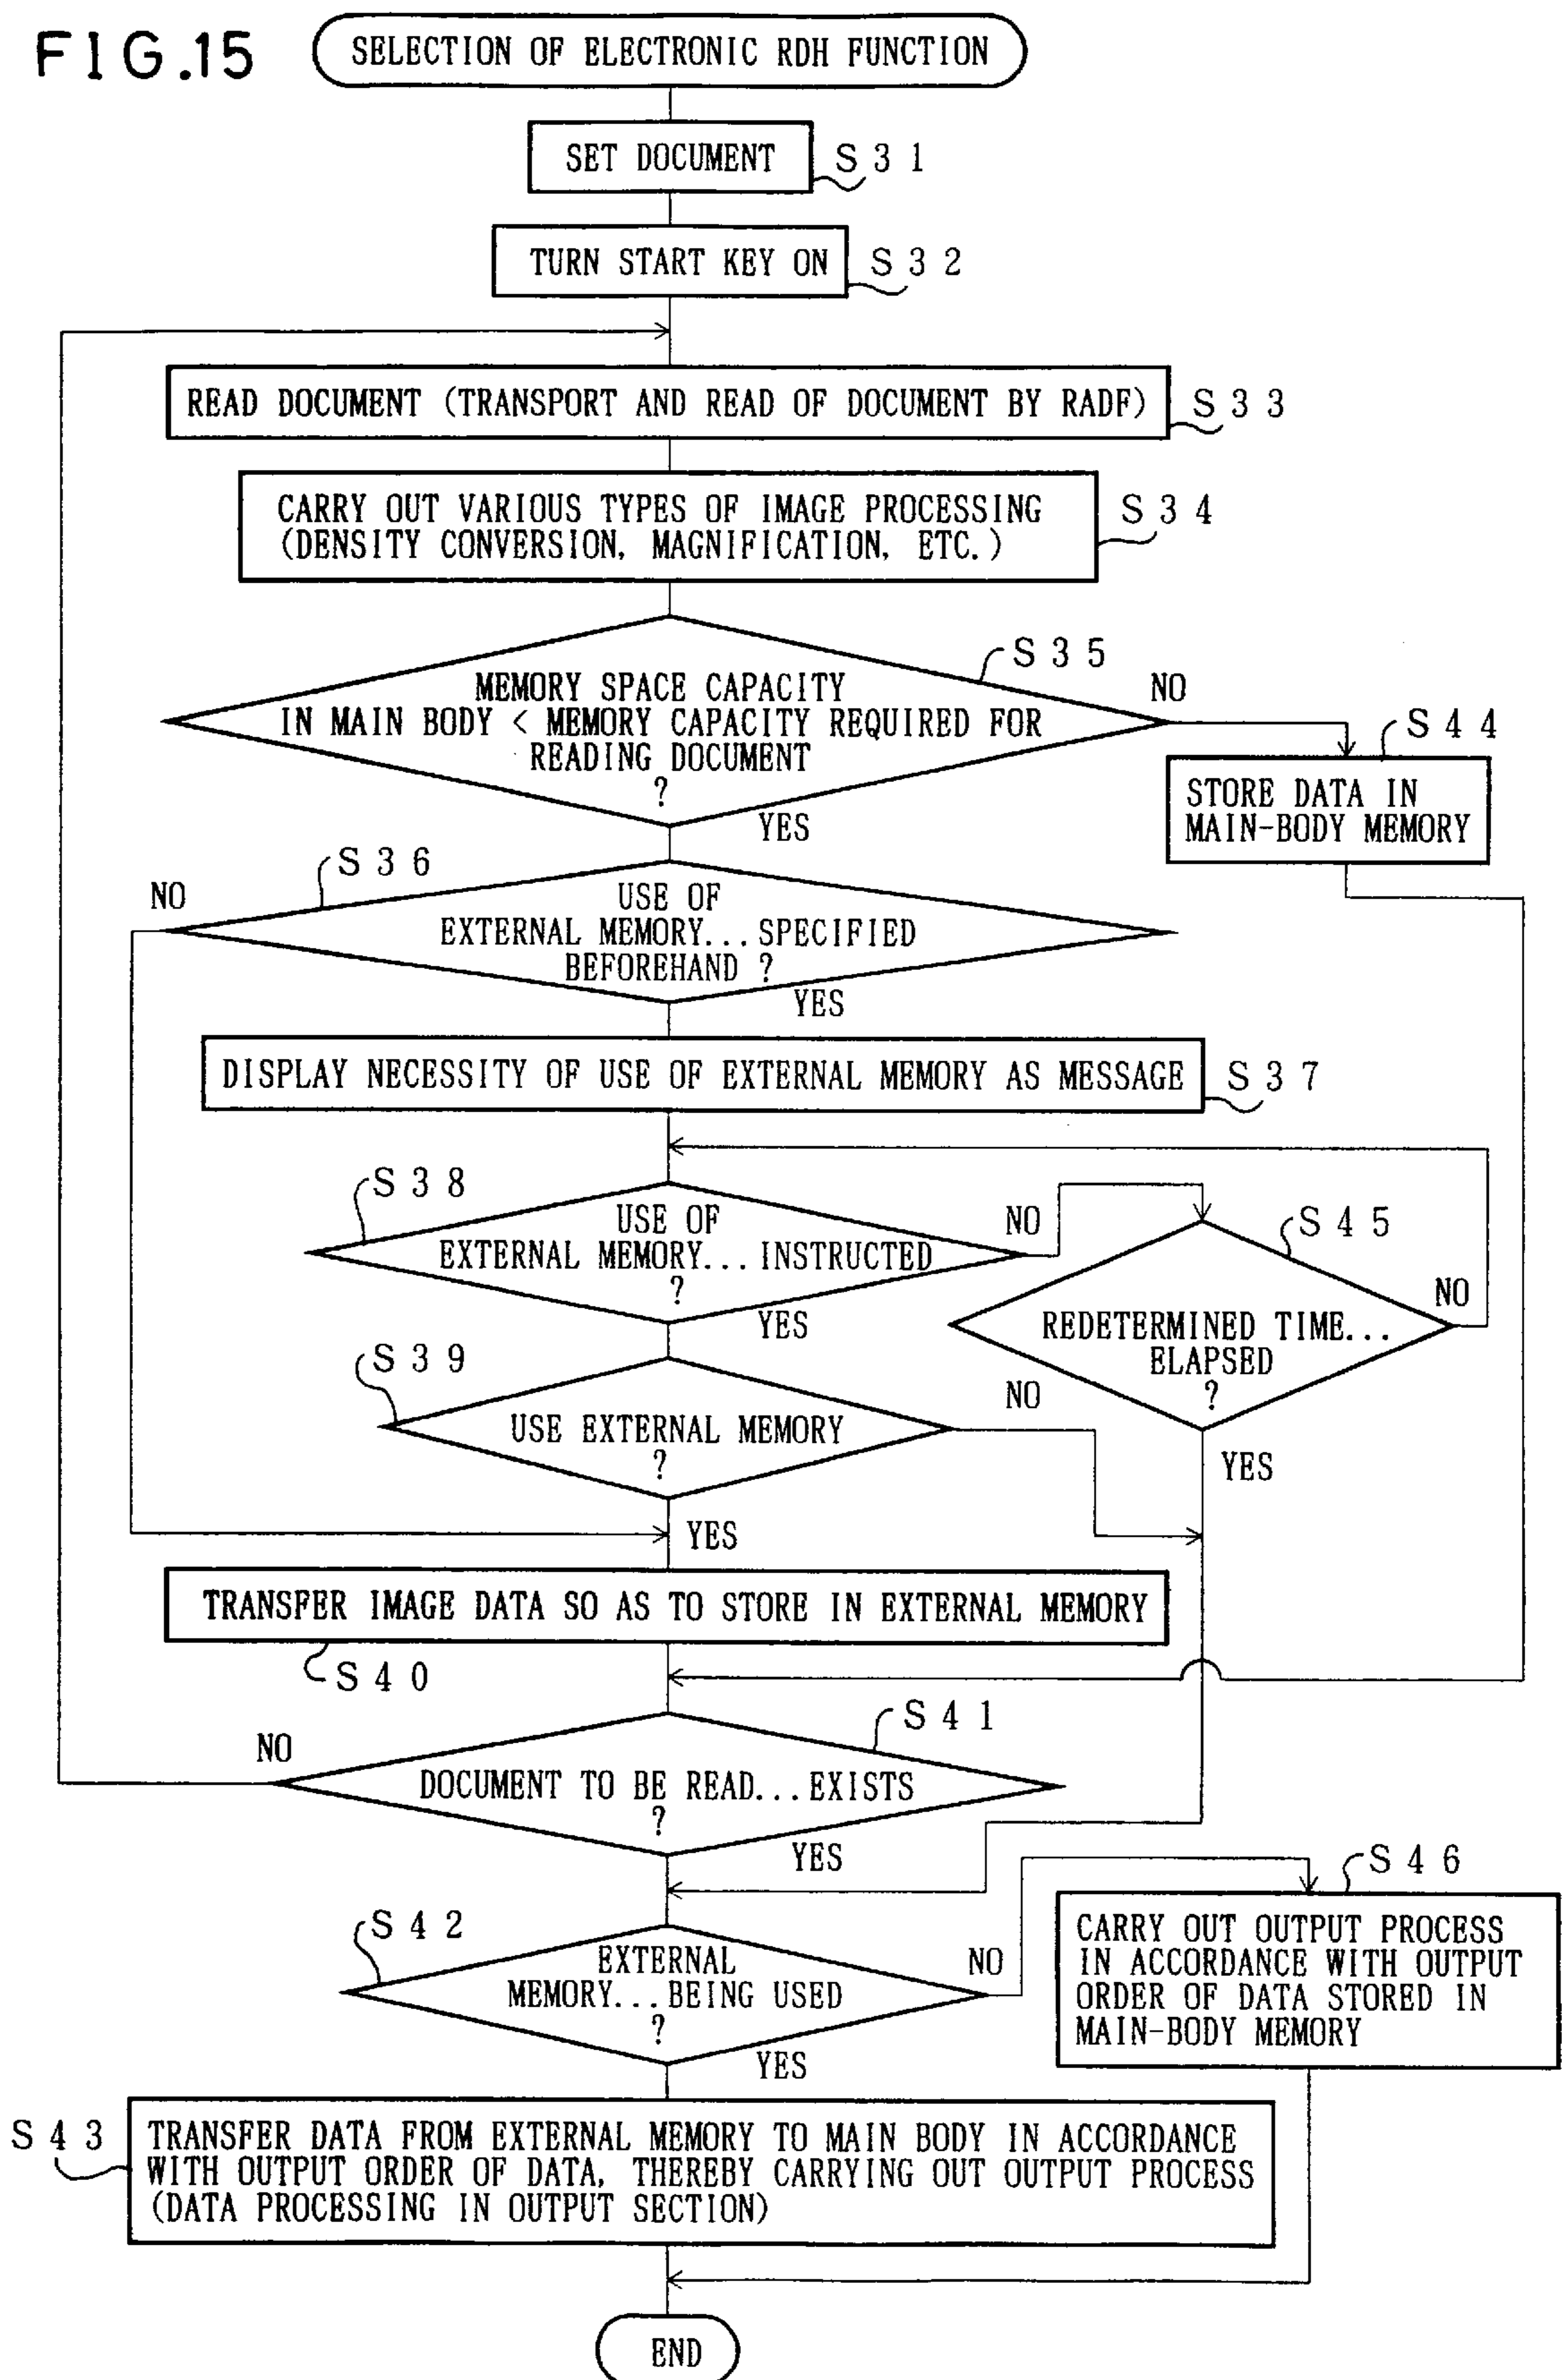 FIG.15
SELECTION OF ELECTRONIC RDH FUNCTION
SET DOCUMENT
S31
TURN START KEY ON
S32
READ DOCUMENT (TRANSPORT AND READ OF DOCUMENT BY RADF)
S33
CARRY OUT VARIOUS TYPES OF IMAGE PROCESSING
(DENSITY CONVERSION, MAGNIFICATION, ETC.)
S34
S35
MEMORY SPACE CAPACITY
IN MAIN BODY < MEMORY CAPACITY REQUIRED FOR
READING DOCUMENT
?
NO
YES
S44
STORE DATA IN
MAIN-BODY MEMORY
S36
NO
USE OF
EXTERNAL MEMORY...SPECIFIED
BEFOREHAND ?
YES
DISPLAY NECESSITY OF USE OF EXTERNAL MEMORY AS MESSAGE
S37
S38
USE OF
EXTERNAL MEMORY... INSTRUCTED
?
NO
YES
S45
REDETERMINED TIME...
ELAPSED
?
NO
YES
S39
USE EXTERNAL MEMORY
?
NO
YES
TRANSFER IMAGE DATA SO AS TO STORE IN EXTERNAL MEMORY
S40
S41
NO
DOCUMENT TO BE READ...EXISTS
?
YES
S42
EXTERNAL
MEMORY...BEING USED
?
NO
YES
S46
CARRY OUT OUTPUT PROCESS
IN ACCORDANCE WITH OUTPUT
ORDER OF DATA STORED IN
MAIN-BODY MEMORY
S43
TRANSFER DATA FROM EXTERNAL MEMORY TO MAIN BODY IN ACCORDANCE
WITH OUTPUT ORDER OF DATA, THEREBY CARRYING OUT OUTPUT PROCESS
(DATA PROCESSING IN OUTPUT SECTION)
END